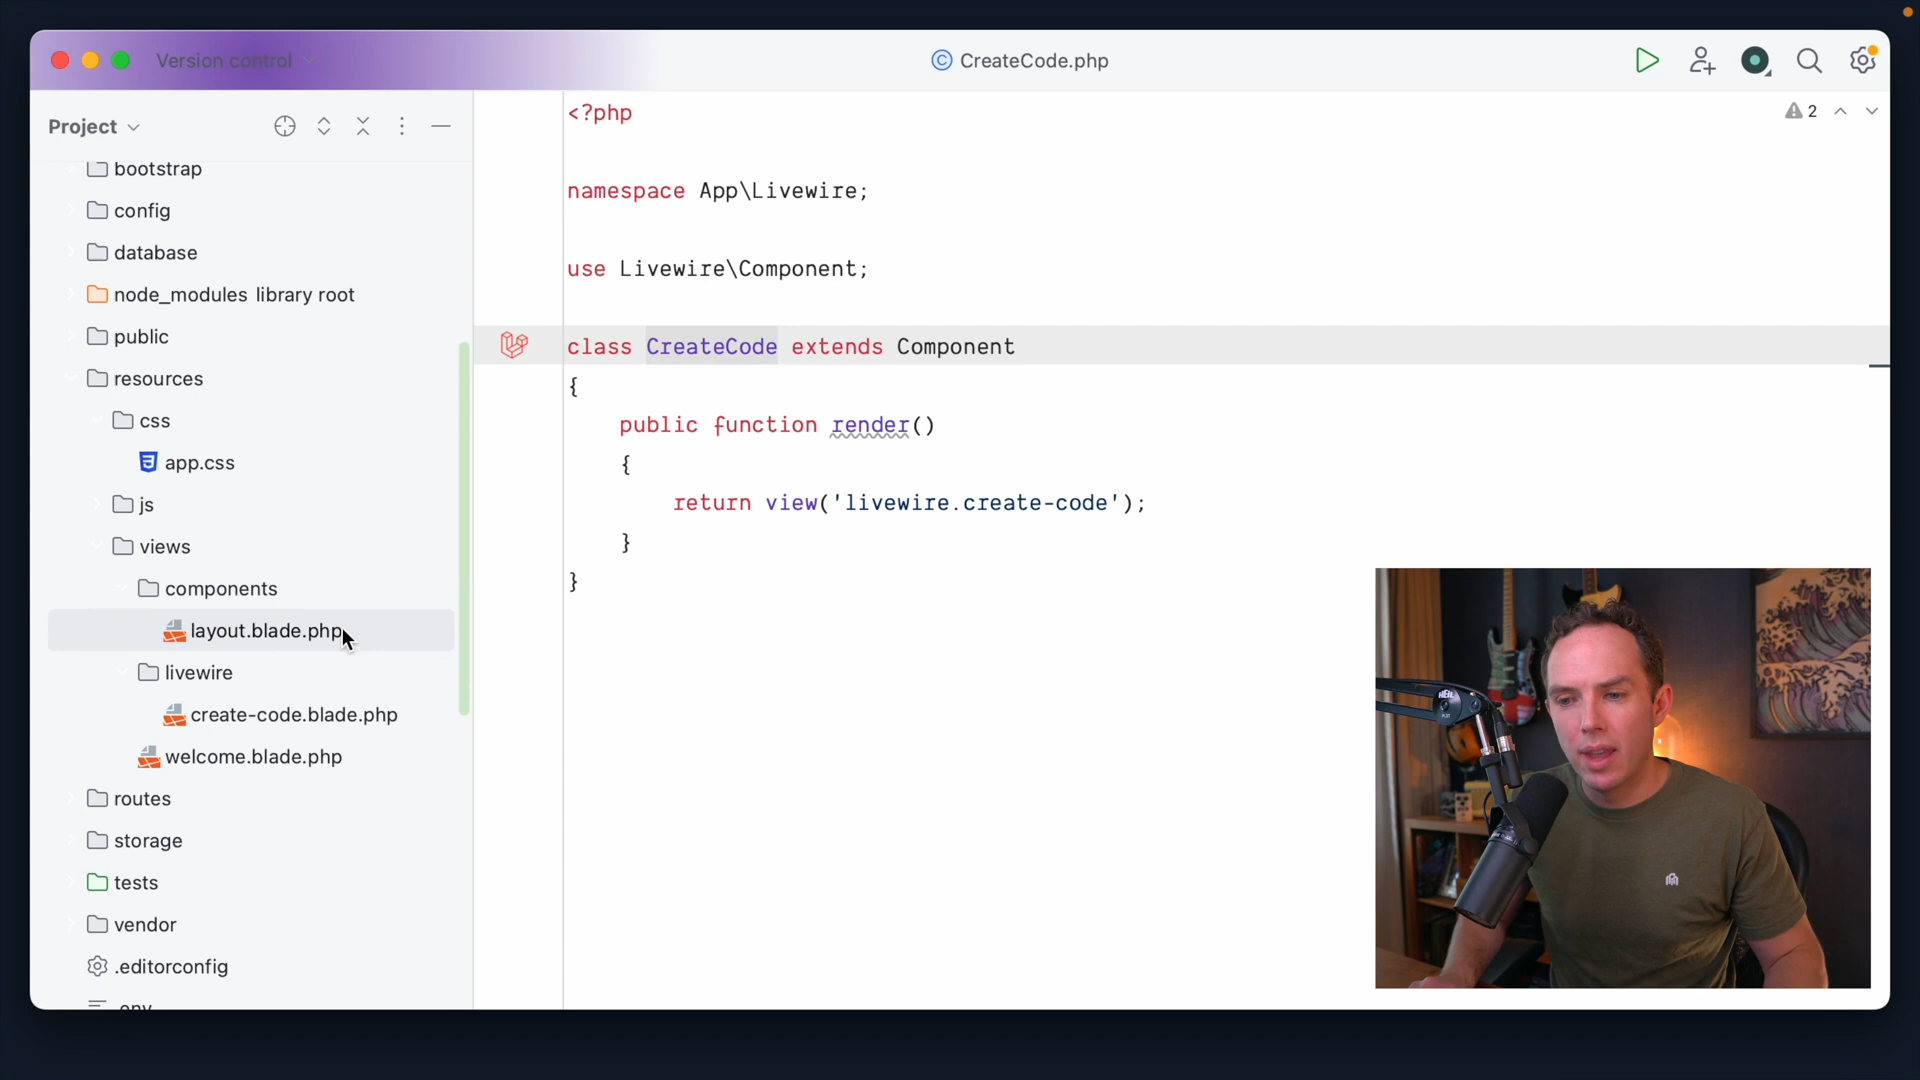 Version control
CreateCode.php
Project
bootstrap
config
database
node_modules library root
public
resources
css
app.css
js
views
components
layout.blade.php
livewire
create-code.blade.php
welcome.blade.php
routes
storage
tests
vendor
.editorconfig
.env
2
<?php
namespace App\Livewire;
use Livewire\Component;
class CreateCode extends Component
{
public function render()
{
return view('livewire.create-code');
}
}